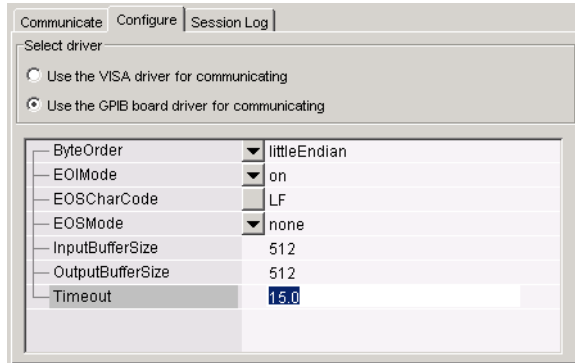 Communicate Configure Session Log
Select driver
Use the VISA driver for communicating
Use the GPIB board driver for communicating
ByteOrder littleEndian
EOIMode on
EOSCharCode LF
EOSMode none
InputBufferSize 512
OutputBufferSize 512
Timeout 15.0